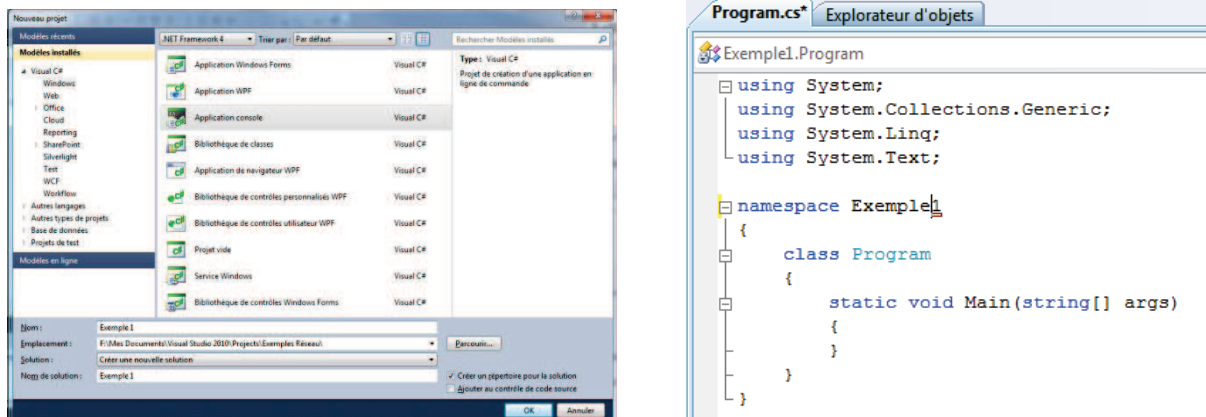 Nouveau projet
Modèles récents
Modèles installés
Visual C#
Windows
Web
Office
Cloud
Reporting
SharePoint
Silverlight
Test
WCF
Workflow
Autres langages
Autres types de projets
Base de données
Projets de test
Modèles en ligne
.NET Framework 4 Trier par : Par défaut Rechercher Modèles installés
Application Windows Forms Visual C#
Application WPF Visual C#
Application console Visual C#
Bibliothèque de classes Visual C#
Application de navigateur WPF Visual C#
Bibliothèque de contrôles personnalisés WPF Visual C#
Bibliothèque de contrôles utilisateur WPF Visual C#
Projet vide Visual C#
Service Windows Visual C#
Bibliothèque de contrôles Windows Forms Visual C#
Type : Visual C#
Projet de création d'une application en
ligne de commande
Nom : Exemple1
Emplacement : F:\Mes Documents\Visual Studio 2010\Projects\Exemples Réseau\ Parcourir...
Solution : Créer une nouvelle solution
Nom de solution : Exemple1
Créer un répertoire pour la solution
Ajouter au contrôle de code source
OK Annuler
Program.cs* Explorateur d'objets
Exemple1.Program
using System;
using System.Collections.Generic;
using System.Linq;
using System.Text;
namespace Exemple1
{
class Program
{
static void Main(string[] args)
{
}
}
}